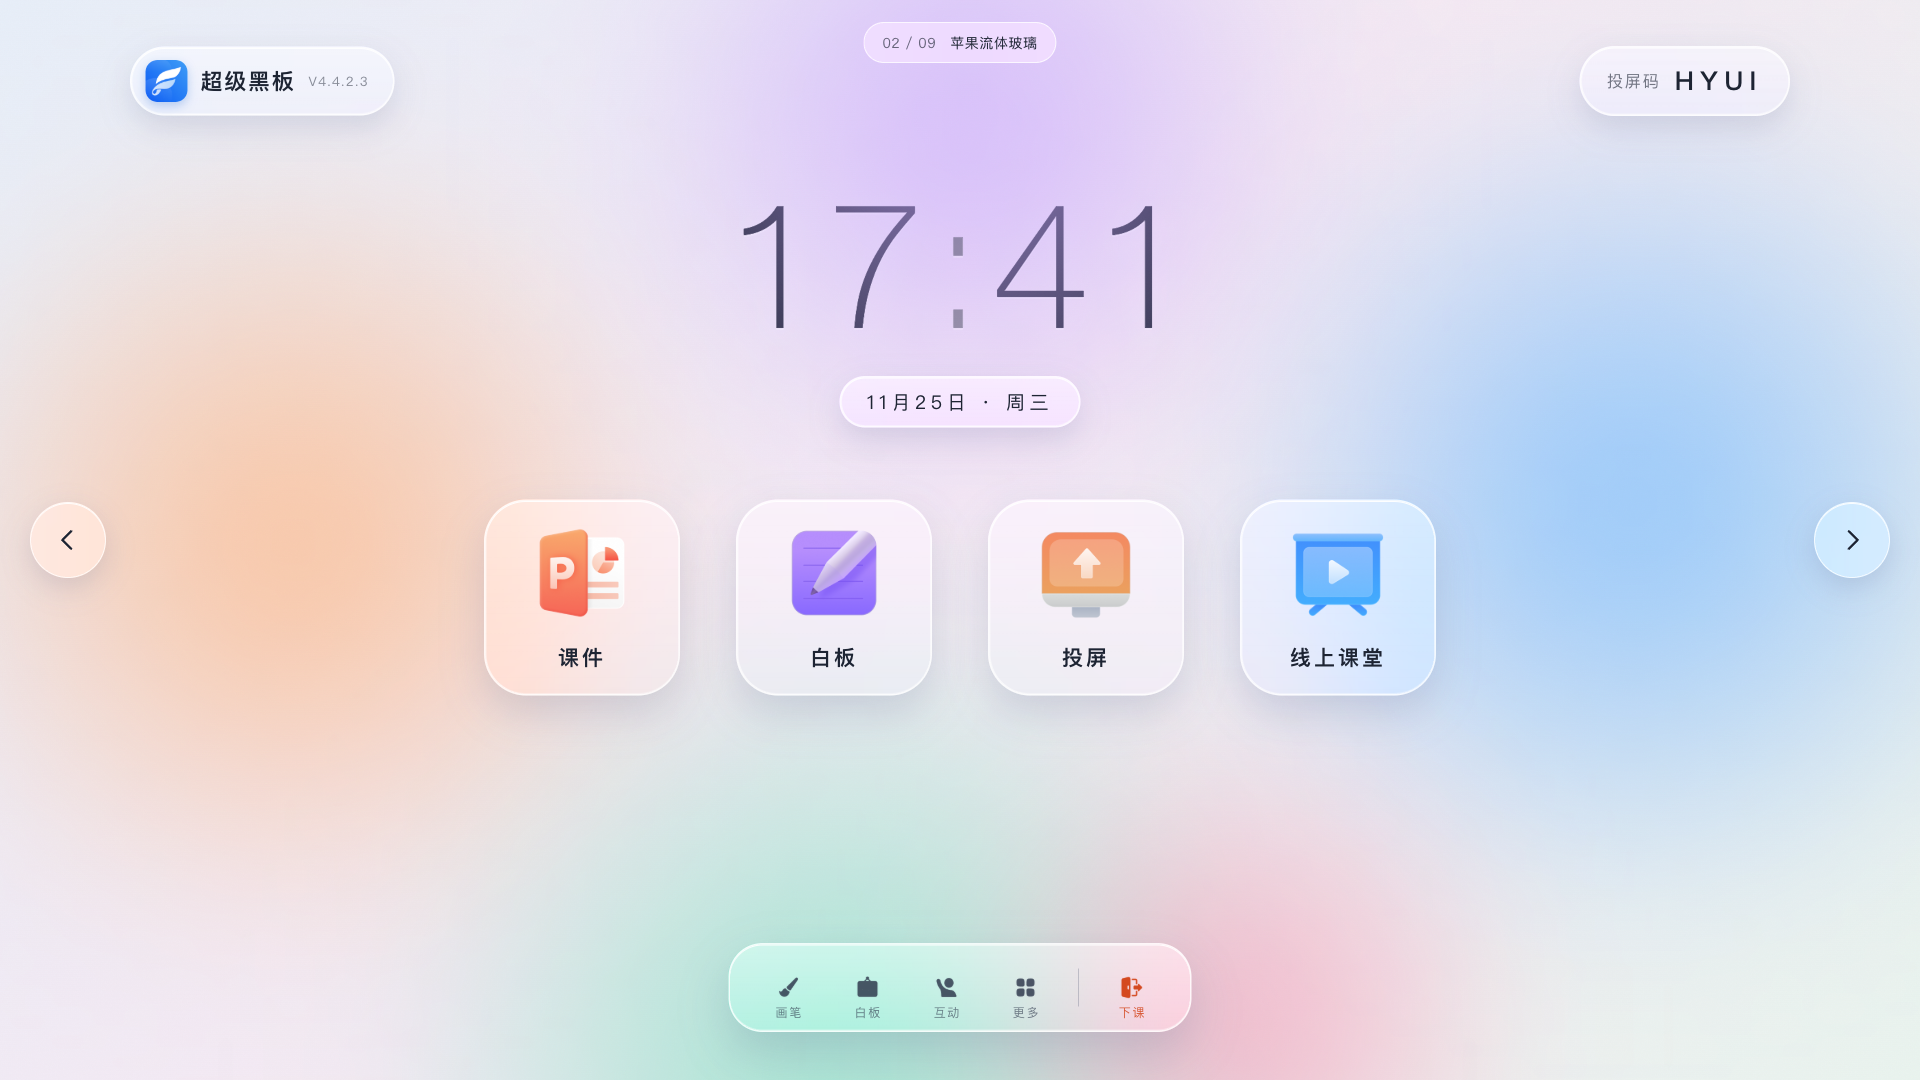 02 / 09 苹果流体玻璃
超级黑板 V4.4.2.3
投屏码 HYUI
17:41
11月25日 · 周三
P
课件
白板
投屏
线上课堂
画笔
白板
互动
更多
下课